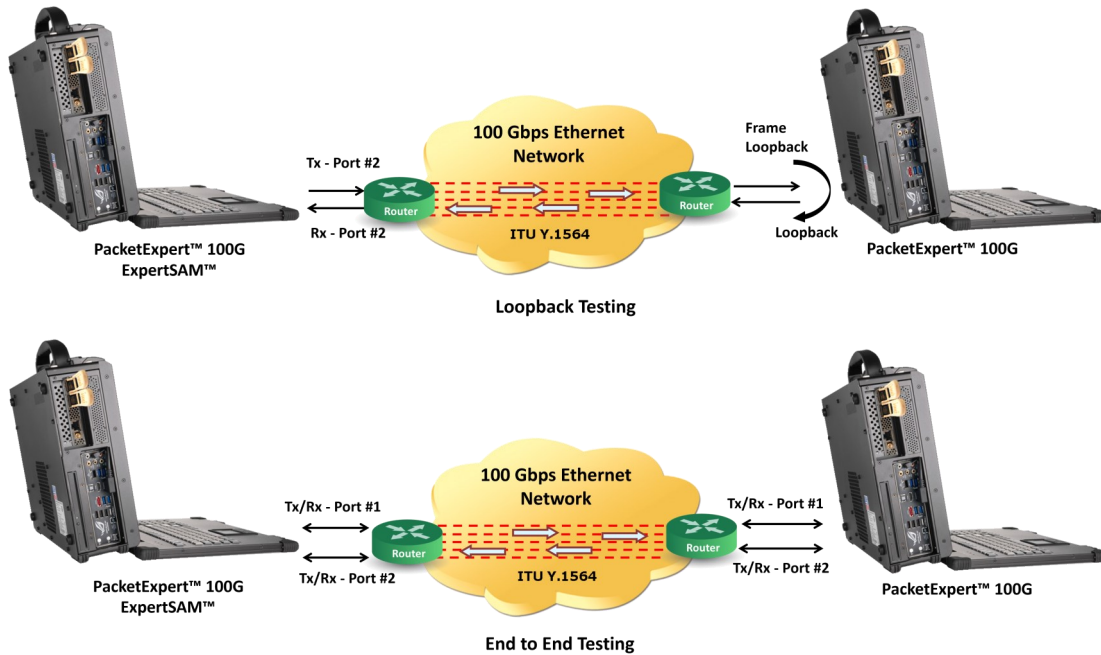 100 Gbps Ethernet
Network
Frame
Loopback
Tx - Port #2
Router
Router
Rx - Port #2
ITU Y.1564
Loopback
PacketExpert™ 100G
ExpertSAM™
PacketExpert™ 100G
Loopback Testing
100 Gbps Ethernet
Network
Tx/Rx - Port #1
Tx/Rx - Port #1
Router
Router
Tx/Rx - Port #2
Tx/Rx - Port #2
ITU Y.1564
PacketExpert™ 100G
ExpertSAM™
PacketExpert™ 100G
End to End Testing